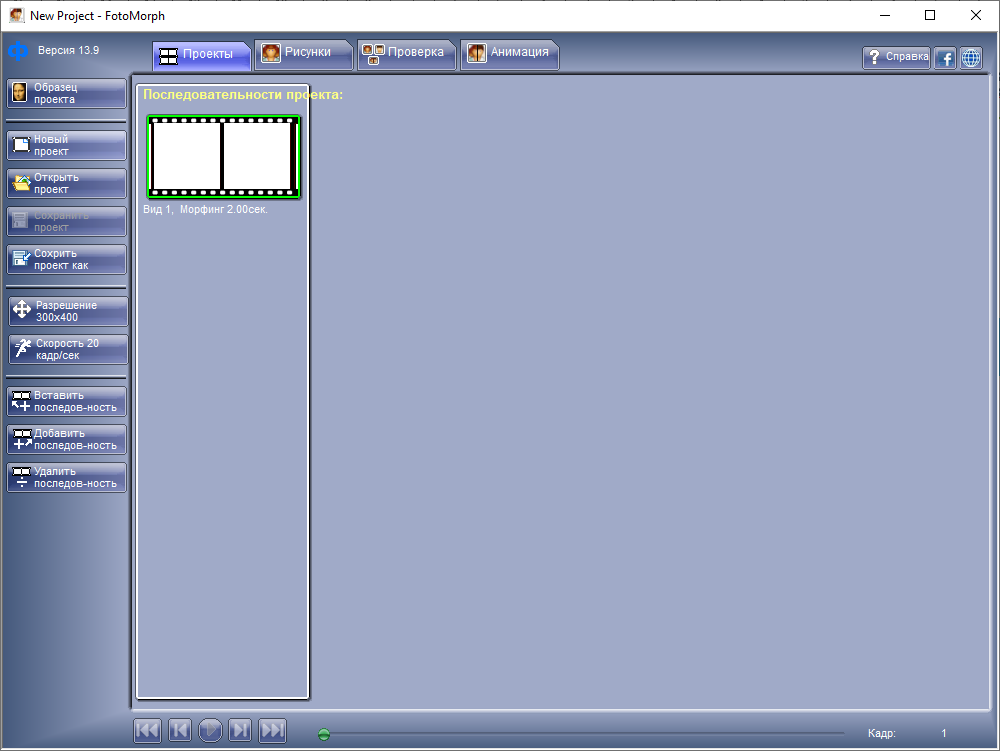 New Project - FotoMorph
Версия 13.9
Проекты
Рисунки
Проверка
Анимация
Справка
Образец
проекта
Новый
проект
Открыть
проект
Сохранить
проект
Сохрить
проект как
Разрешение
300x400
Скорость 20
кадр/сек
Вставить
последов-ность
Добавить
последов-ность
Удалить
последов-ность
Последовательности проекта:
Вид 1, Морфинг 2.00сек.
Кадр: 1